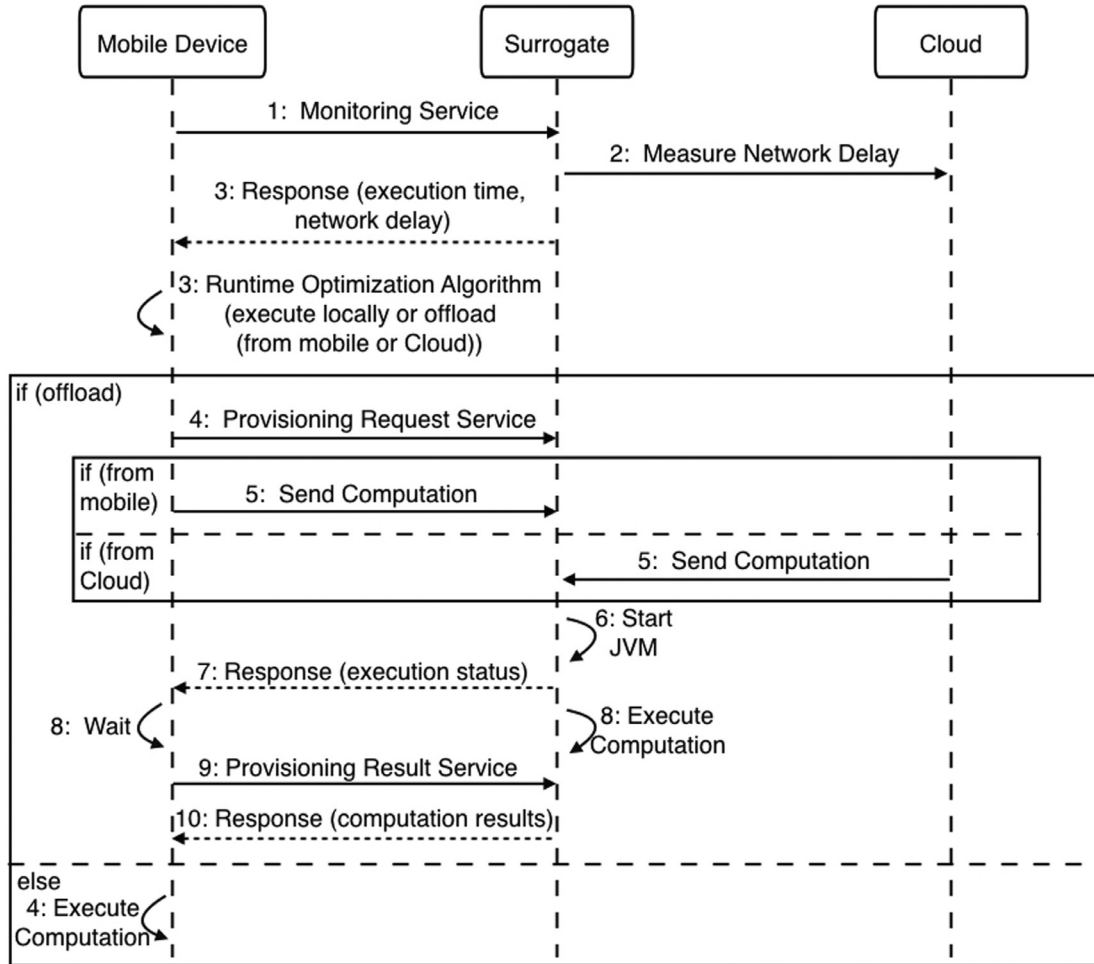 Mobile Device
Surrogate
Cloud
1: Monitoring Service
2: Measure Network Delay
3: Response (execution time,
network delay)
3: Runtime Optimization Algorithm
(execute locally or offload
(from mobile or Cloud))
if (offload)
4: Provisioning Request Service
if (from
mobile)
5: Send Computation
if (from
Cloud)
5: Send Computation
6: Start
JVM
7: Response (execution status)
8: Wait
8: Execute
Computation
9: Provisioning Result Service
10: Response (computation results)
else
4: Execute
Computation